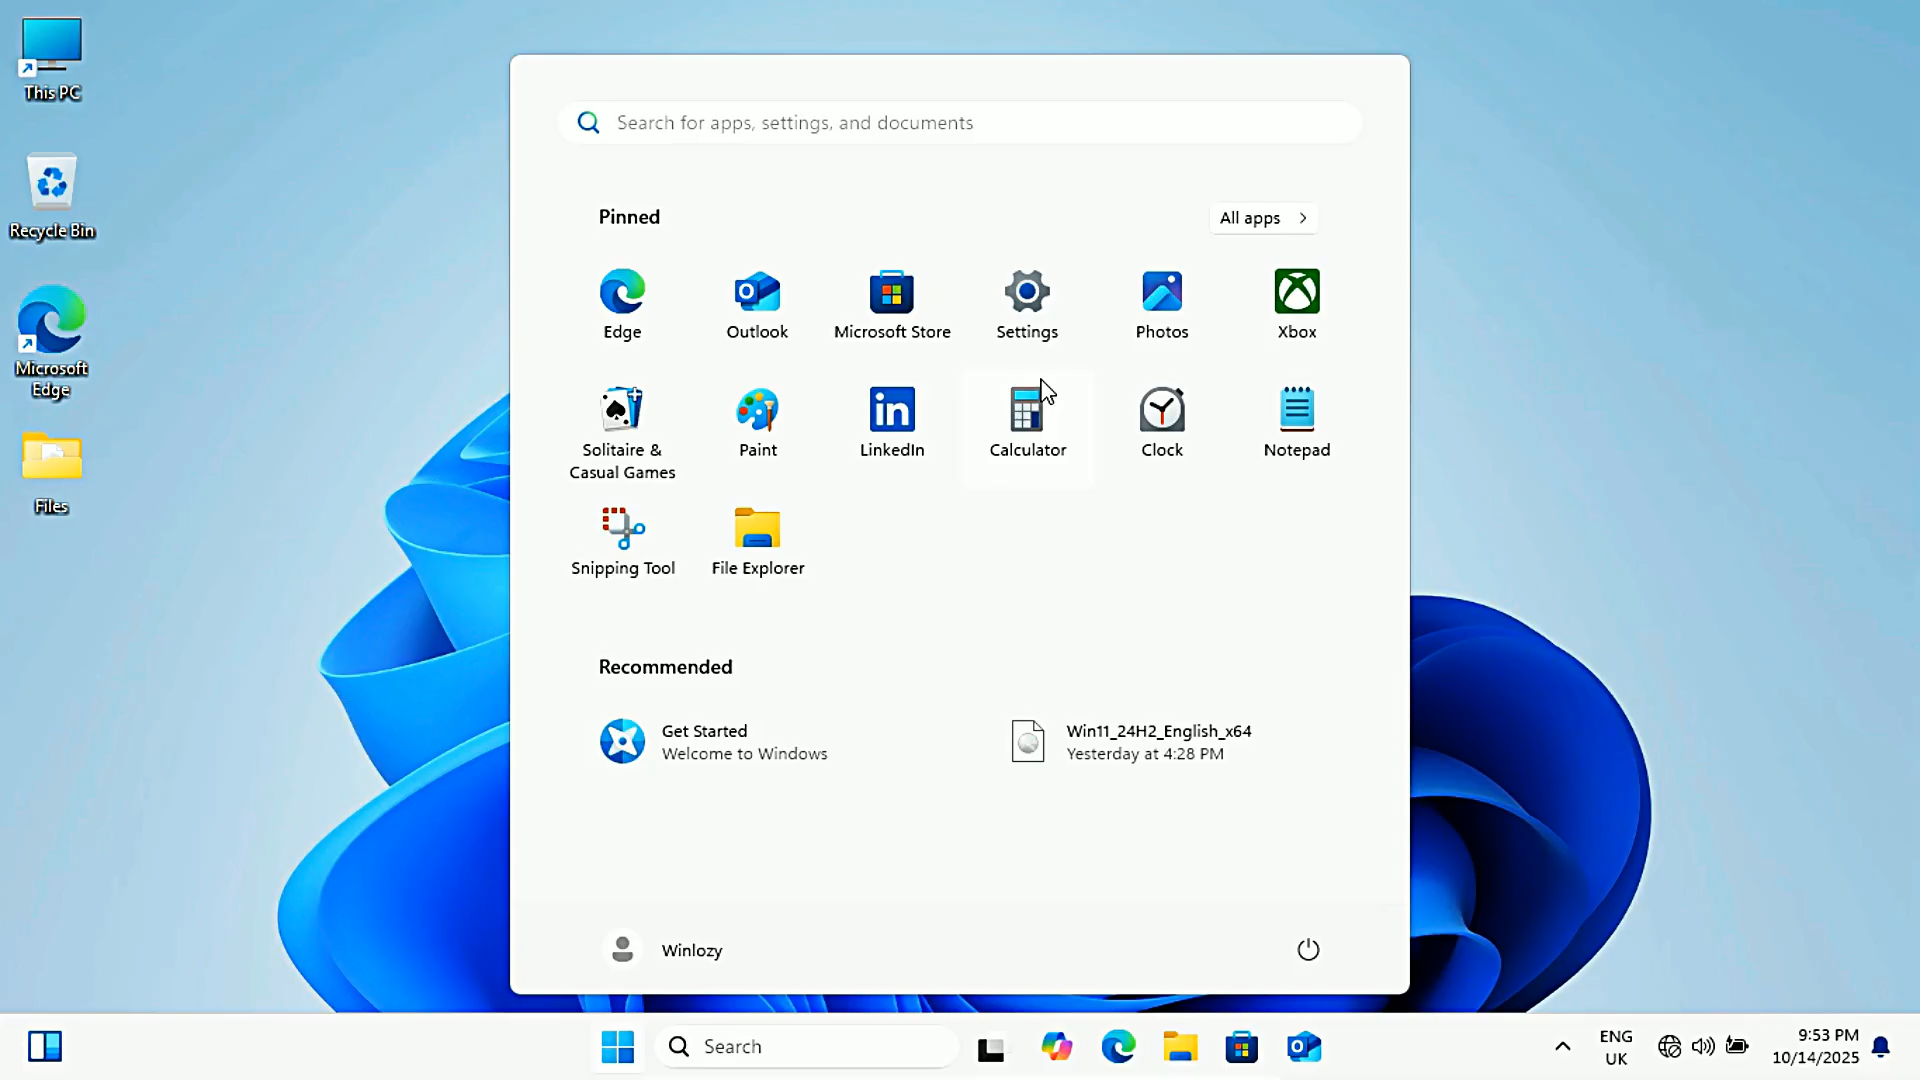 This PC
Recycle Bin
Microsoft
Edge
Files
Search for apps, settings, and documents
Pinned
All apps
Edge
Outlook
Microsoft Store
Settings
Photos
Xbox
Solitaire &
Casual Games
Paint
LinkedIn
Calculator
Clock
Notepad
Snipping Tool
File Explorer
Recommended
Get Started
Welcome to Windows
Win11_24H2_English_x64
Yesterday at 4:28 PM
Winlozy
Search
ENG
UK
9:53 PM
10/14/2025